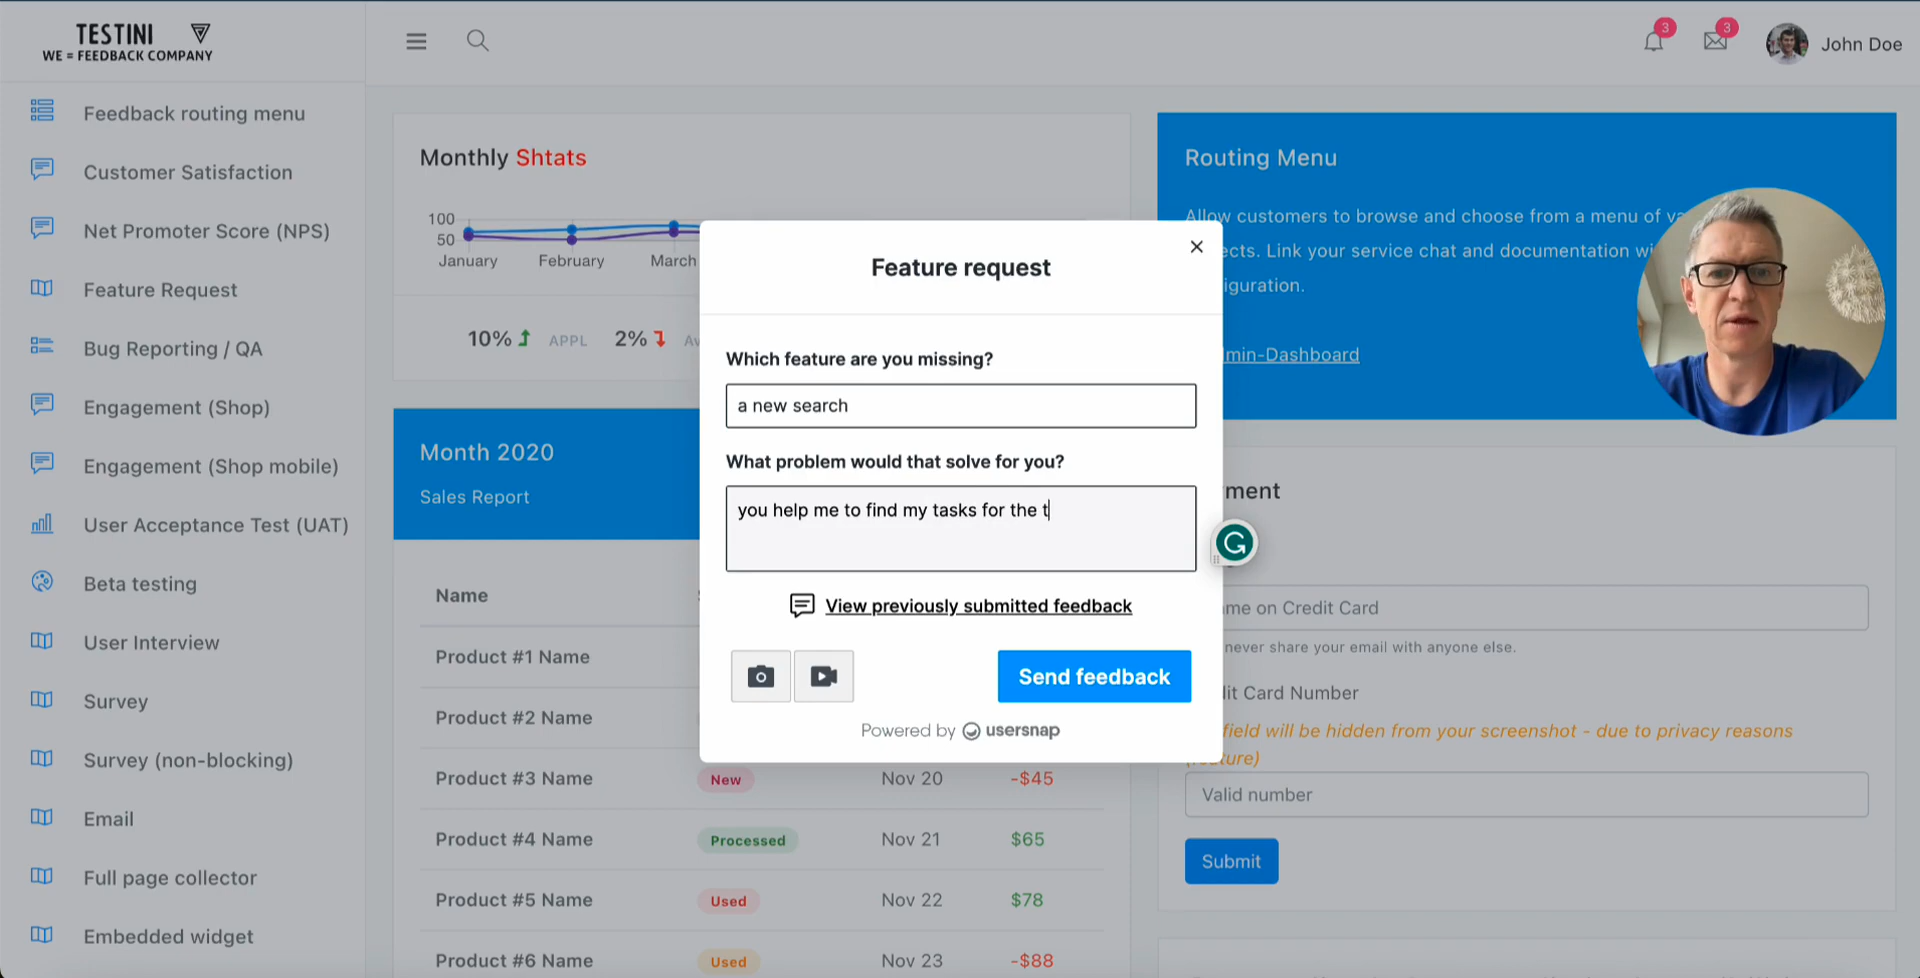 TESTINI
WE = FEEDBACK COMPANY
3
3
John Doe
Feedback routing menu
Customer Satisfaction
Net Promoter Score (NPS)
Feature Request
Bug Reporting / QA
Engagement (Shop)
Engagement (Shop mobile)
User Acceptance Test (UAT)
Beta testing
User Interview
Survey
Survey (non-blocking)
Email
Full page collector
Embedded widget
Monthly Shtats
100
50
January February March
10% APPL 2%
Month 2020
Sales Report
Name
Product #1 Name
Product #2 Name
Product #3 Name New Nov 20 -$45
Product #4 Name Processed Nov 21 $65
Product #5 Name Used Nov 22 $78
Product #6 Name Used Nov 23 -$88
Feature request
Which feature are you missing?
a new search
What problem would that solve for you?
you help me to find my tasks for the t
View previously submitted feedback
Send feedback
Powered by usersnap
Routing Menu
Allow customers to browse and choose from a menu of
Link your service chat and documentation
never share your email with anyone else.
on Credit Card
Card Number
field will be hidden from your screenshot - due to privacy reasons
Valid number
Submit